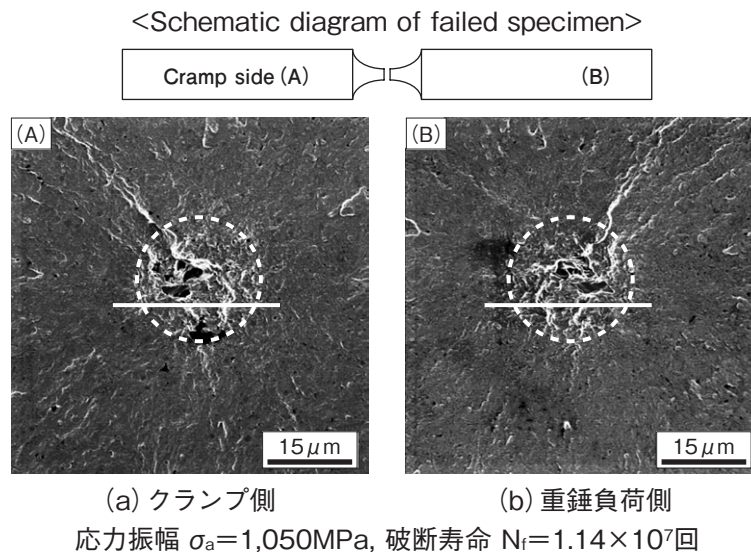 <Schematic diagram of failed specimen>
Cramp side (A) (B)
(A) (B)
15μm 15μm
(a) クランプ側 (b) 重錘負荷側
応力振幅 σa＝1,050MPa, 破断寿命 Nf＝1.14×10⁷回